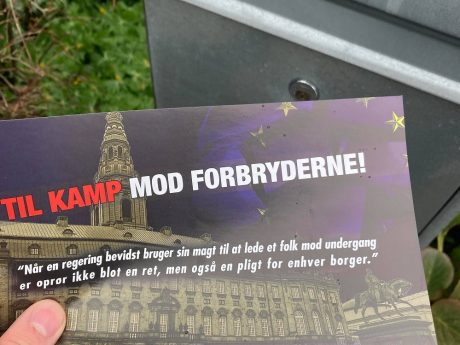 TIL KAMP MOD FORBRYDERNE!
“Når en regering bevidst bruger sin magt til at lede et folk mod undergang
er oprør ikke blot en ret, men også en pligt for enhver borger.”